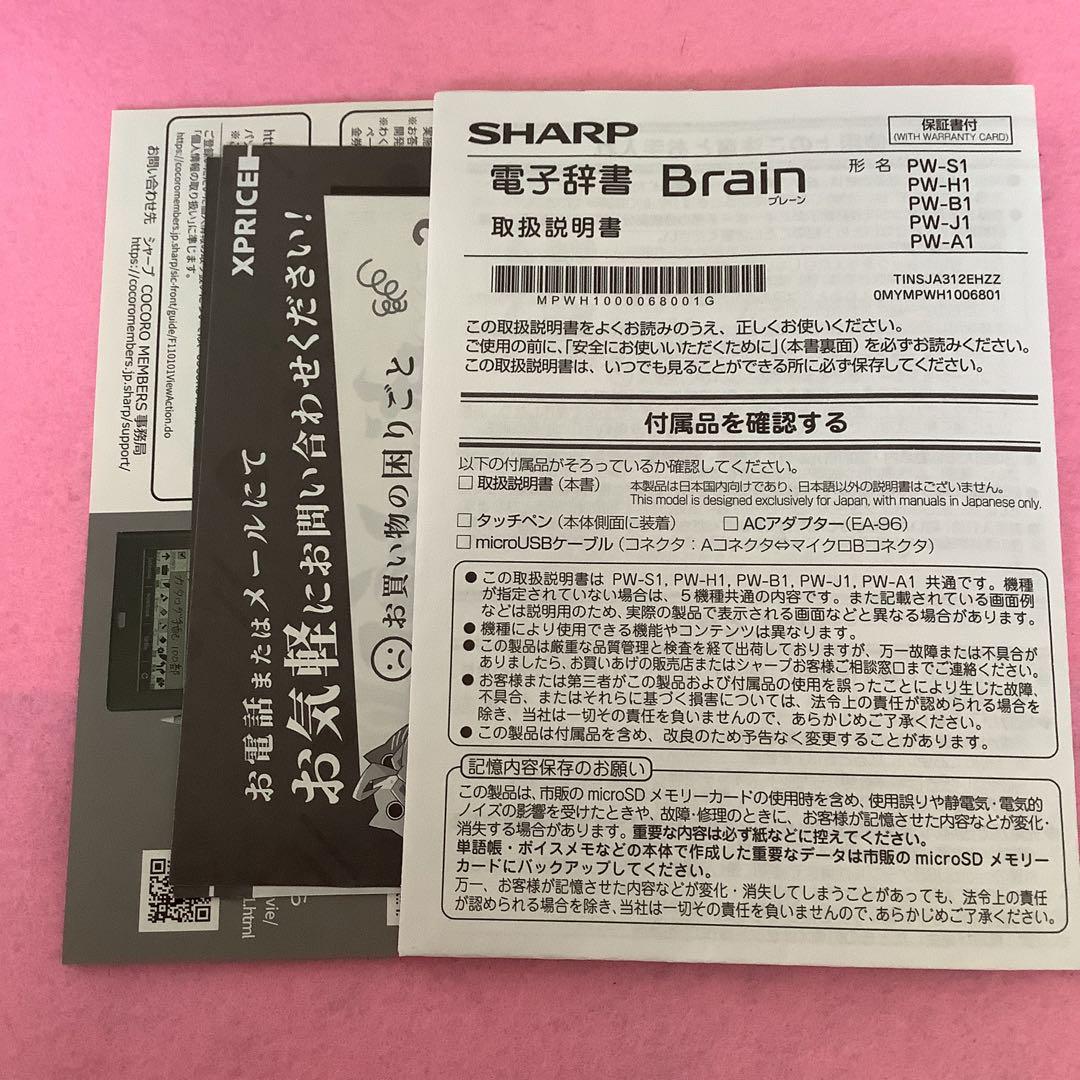 SHARP
保証書付
(WITH WARRANTY CARD)
電子辞書 Brain
ブレーン
取扱説明書
形名 PW-S1
PW-H1
PW-B1
PW-J1
PW-A1
MPWH1000068001G
TINSJA312EHZZ
0MYMPWH1006801
この取扱説明書をよくお読みのうえ、正しくお使いください。
ご使用の前に、「安全にお使いいただくために」(本書裏面)を必ずお読みください。
この取扱説明書は、いつでも見ることができる所に必ず保存してください。
付属品を確認する
以下の付属品がそろっているか確認してください。
□ 取扱説明書(本書)
本製品は日本国内向けであり、日本語以外の説明書はございません。
This model is designed exclusively for Japan, with manuals in Japanese only.
□ タッチペン(本体側面に装着) □ ACアダプター(EA-96)
□ microUSBケーブル(コネクタ:Aコネクタ⇔マイクロBコネクタ)
● この取扱説明書は PW-S1, PW-H1, PW-B1, PW-J1, PW-A1 共通です。機種
が指定されていない場合は、5機種共通の内容です。また記載されている画面例
などは説明用のため、実際の製品で表示される画面などと異なる場合があります。
● 機種により使用できる機能やコンテンツは異なります。
● この製品は厳重な品質管理と検査を経て出荷しておりますが、万一故障または不具合が
ありましたら、お買いあげの販売店またはシャープお客様ご相談窓口までご連絡ください。
● お客様または第三者がこの製品および付属品の使用を誤ったことにより生じた故障、
不具合、またはそれらに基づく損害については、法令上の責任が認められる場合を
除き、当社は一切その責任を負いませんので、あらかじめご了承ください。
● この製品は付属品を含め、改良のため予告なく変更することがあります。
記憶内容保存のお願い
この製品は、市販の microSD メモリーカードの使用時を含め、使用誤りや静電気・電気的
ノイズの影響を受けたときや、故障・修理のときに、お客様が記憶させた内容などが変化・
消失する場合があります。重要な内容は必ず紙などに控えてください。
単語帳・ボイスメモなどの本体で作成した重要なデータは市販の microSD メモリー
カードにバックアップしてください。
万一、お客様が記憶させた内容などが変化・消失してしまうことがあっても、法令上の責任
が認められる場合を除き、当社は一切その責任を負いませんので、あらかじめご了承ください。
XPRICE
お買い物の困りごと
お気軽にお問い合わせください!
お電話またはメールにて
「個人情報の取り扱い」に準じます。
https://cocoromembers.jp.sharp/sic-front/guide/F110101ViewAction.do
お問い合わせ先 シャープ COCORO MEMBERS 事務局
https://cocoromembers.jp.sharp/support/
カタログ手配 100部
vie/
1.html